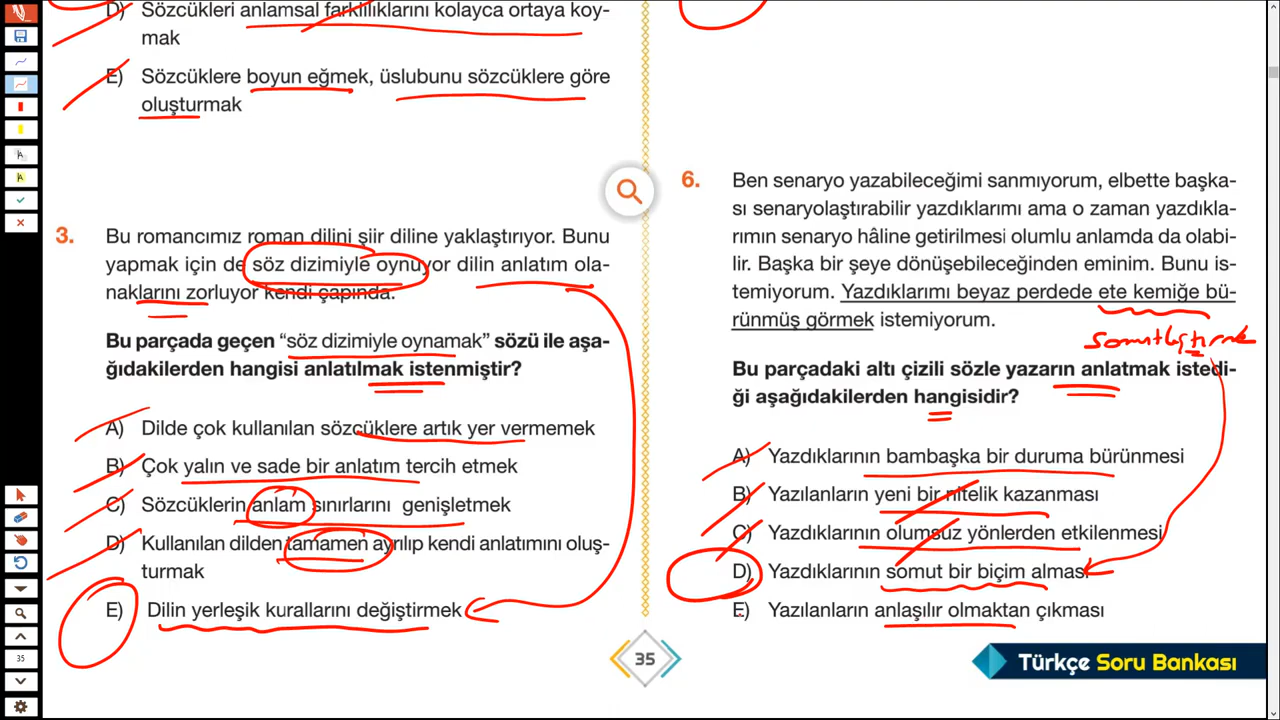 D) Sözcükleri anlamsal farklılıklarını kolayca ortaya koy-
mak
E) Sözcüklere boyun eğmek, üslubunu sözcüklere göre
oluşturmak
3. Bu romancımız roman dilini şiir diline yaklaştırıyor. Bunu
yapmak için de söz dizimiyle oynuyor dilin anlatım ola-
naklarını zorluyor kendi çapında.
Bu parçada geçen "söz dizimiyle oynamak" sözü ile aşa-
ğıdakilerden hangisi anlatılmak istenmiştir?
A) Dilde çok kullanılan sözcüklere artık yer vermemek
B) Çok yalın ve sade bir anlatım tercih etmek
C) Sözcüklerin anlam sınırlarını genişletmek
D) Kullanılan dilden tamamen ayrılıp kendi anlatımını oluş-
turmak
E) Dilin yerleşik kurallarını değiştirmek
6. Ben senaryo yazabileceğimi sanmıyorum, elbette başka-
sı senaryolaştırabilir yazdıklarımı ama o zaman yazdıkla-
rımın senaryo hâline getirilmesi olumlu anlamda da olabi-
lir. Başka bir şeye dönüşebileceğinden eminim. Bunu is-
temiyorum. Yazdıklarımı beyaz perdede ete kemiğe bü-
rünmüş görmek istemiyorum.
somutlaştırmak
Bu parçadaki altı çizili sözle yazarın anlatmak istedi-
ği aşağıdakilerden hangisidir?
A) Yazdıklarının bambaşka bir duruma bürünmesi
B) Yazılanların yeni bir nitelik kazanması
C) Yazdıklarının olumsuz yönlerden etkilenmesi
D) Yazdıklarının somut bir biçim alması
E) Yazılanların anlaşılır olmaktan çıkması
35
Türkçe Soru Bankası
35